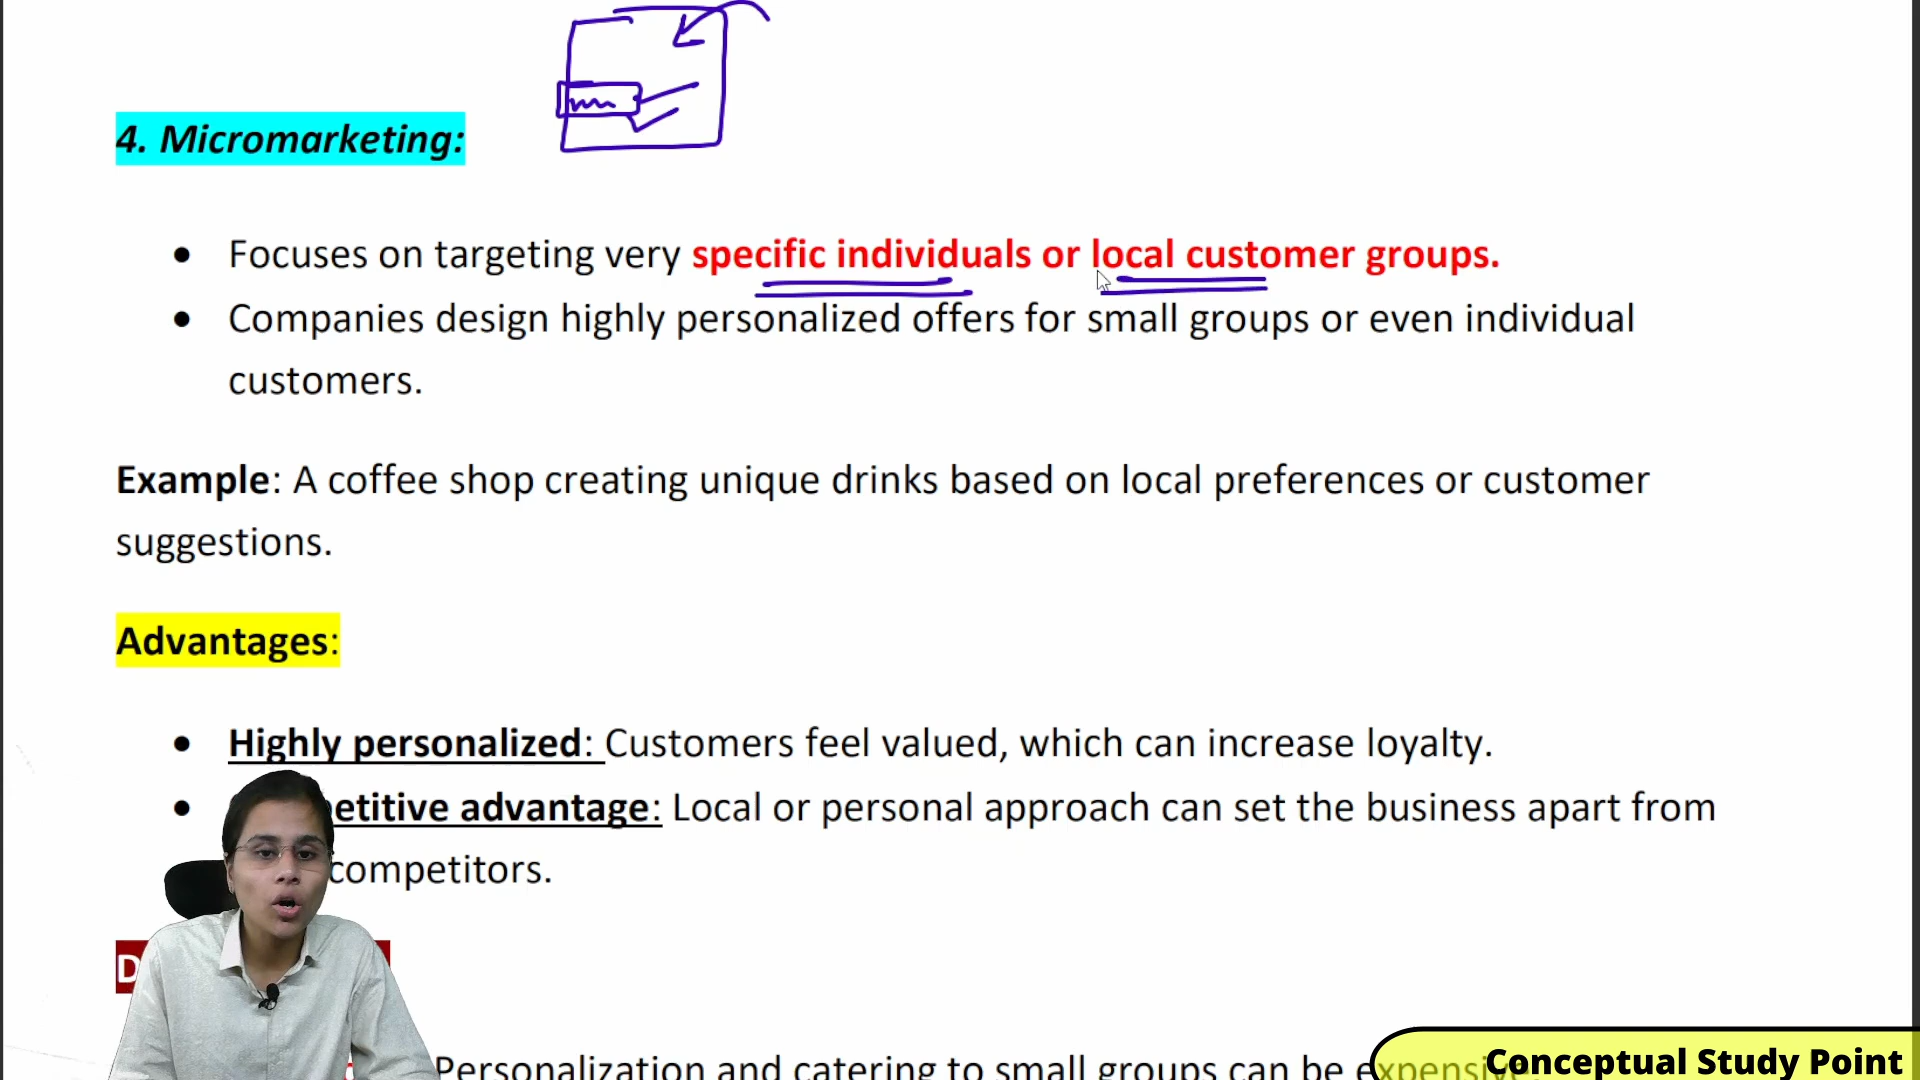 4. Micromarketing:
• Focuses on targeting very specific individuals or local customer groups.
• Companies design highly personalized offers for small groups or even individual
customers.
Example: A coffee shop creating unique drinks based on local preferences or customer
suggestions.
Advantages:
• Highly personalized: Customers feel valued, which can increase loyalty.
• etitive advantage: Local or personal approach can set the business apart from
competitors.
D
Personalization and catering to small groups can be expensive.
Conceptual Study Point